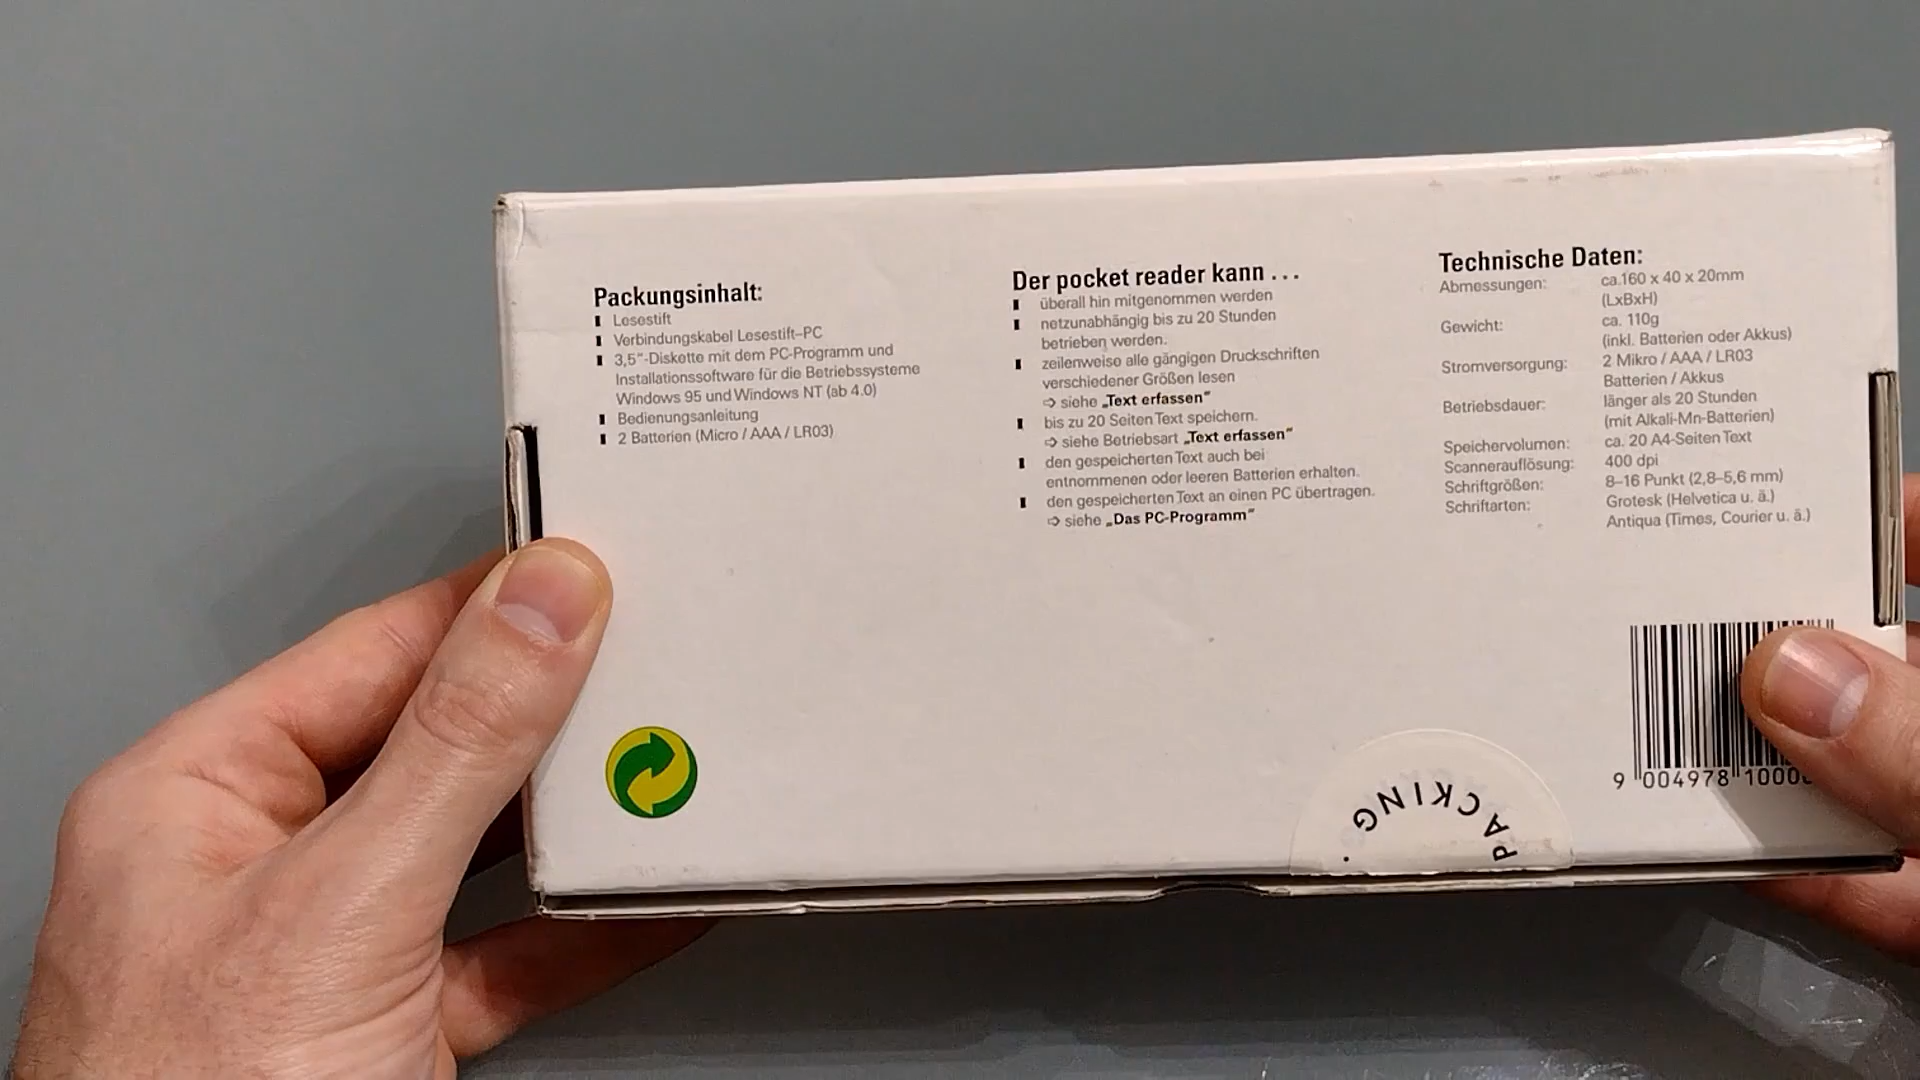 Packungsinhalt:
Lesestift
Verbindungskabel Lesestift–PC
3,5"-Diskette mit dem PC-Programm und
Installationssoftware für die Betriebssysteme
Windows 95 und Windows NT (ab 4.0)
Bedienungsanleitung
2 Batterien (Micro / AAA / LR03)
Der pocket reader kann . . .
überall hin mitgenommen werden
netzunabhängig bis zu 20 Stunden
betrieben werden.
zeilenweise alle gängigen Druckschriften
verschiedener Größen lesen
➩ siehe „Text erfassen"
bis zu 20 Seiten Text speichern.
➩ siehe Betriebsart „Text erfassen"
den gespeicherten Text auch bei
entnommenen oder leeren Batterien erhalten.
den gespeicherten Text an einen PC übertragen.
➩ siehe „Das PC-Programm"
Technische Daten:
Abmessungen: ca.160 x 40 x 20mm
(LxBxH)
Gewicht: ca. 110g
(inkl. Batterien oder Akkus)
Stromversorgung: 2 Mikro / AAA / LR03
Batterien / Akkus
Betriebsdauer: länger als 20 Stunden
(mit Alkali-Mn-Batterien)
Speichervolumen: ca. 20 A4-Seiten Text
Scannerauflösung: 400 dpi
Schriftgrößen: 8–16 Punkt (2,8–5,6 mm)
Schriftarten: Grotesk (Helvetica u. ä.)
Antiqua (Times, Courier u. ä.)
PACKING
9 004978 1000